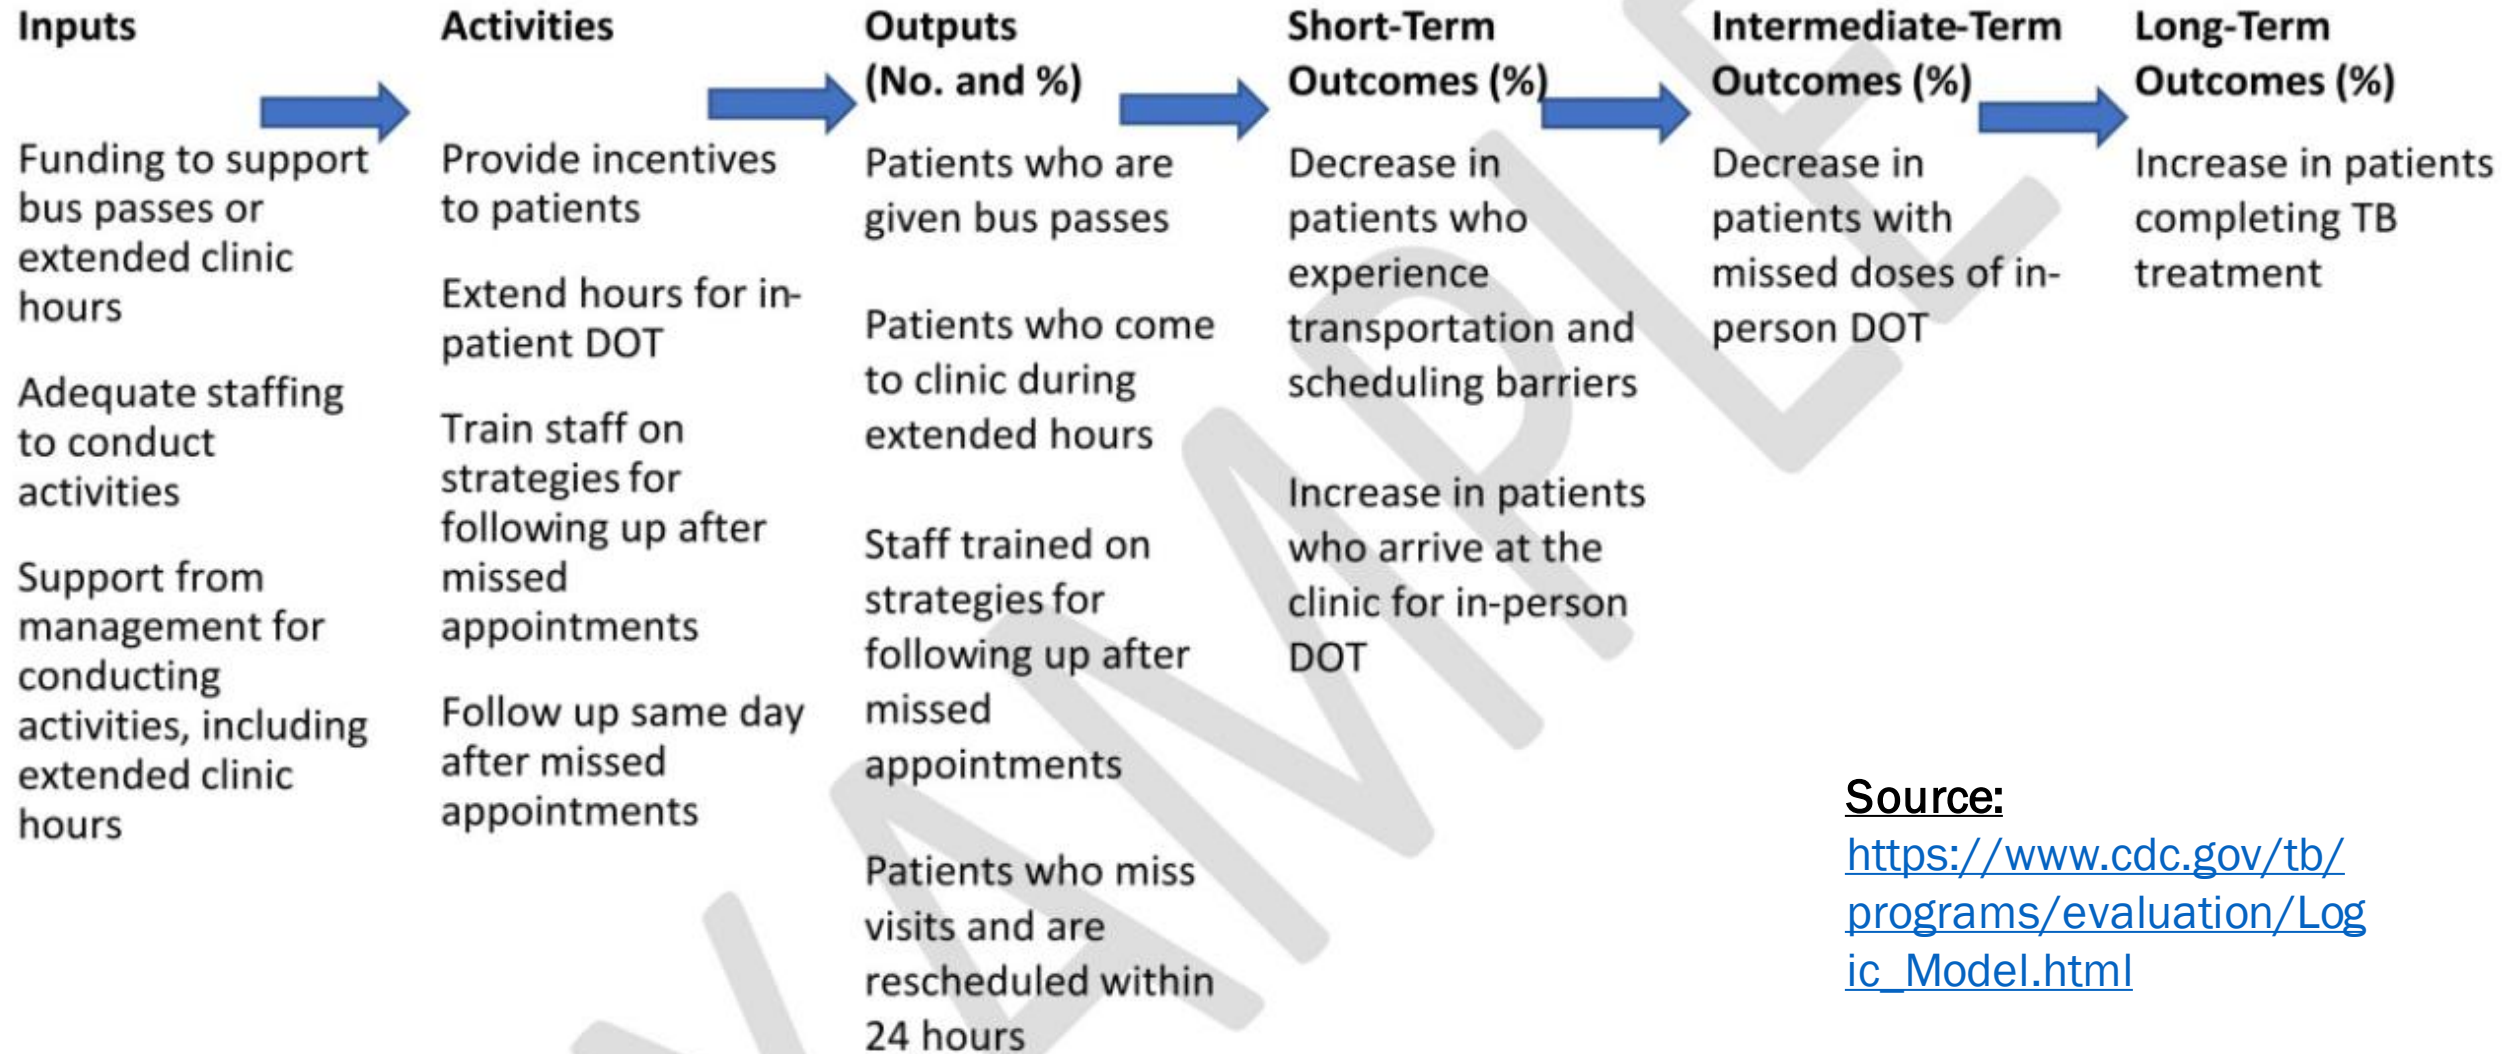 Inputs
Funding to support
bus passes or
extended clinic
hours
Adequate staffing
to conduct
activities
Support from
management for
conducting
activities, including
extended clinic
hours
Activities
Provide incentives
to patients
Extend hours for in-
patient DOT
Train staff on
strategies for
following up after
missed
appointments
Follow up same day
after missed
appointments
Outputs
(No. and %)
Patients who are
given bus passes
Patients who come
to clinic during
extended hours
Staff trained on
strategies for
following up after
missed
appointments
Patients who miss
visits and are
rescheduled within
24 hours
Short-Term
Outcomes (%)
Decrease in
patients who
experience
transportation and
scheduling barriers
Increase in patients
who arrive at the
clinic for in-person
DOT
Intermediate-Term
Outcomes (%)
Decrease in
patients with
missed doses of in-
person DOT
Long-Term
Outcomes (%)
Increase in patients
completing TB
treatment
Source:
https://www.cdc.gov/tb/
programs/evaluation/Log
ic_Model.html